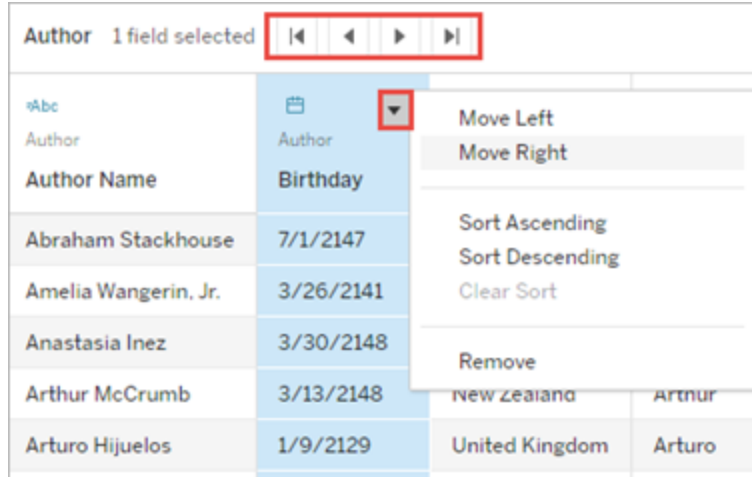 Author 1 field selected
Abc
Author
Author Name
Author
Birthday
Move Left
Move Right
Sort Ascending
Sort Descending
Clear Sort
Remove
Abraham Stackhouse 7/1/2147
Amelia Wangerin, Jr. 3/26/2141
Anastasia Inez 3/30/2148
Arthur McCrumb 3/13/2148 New Zealand Arthur
Arturo Hijuelos 1/9/2129 United Kingdom Arturo